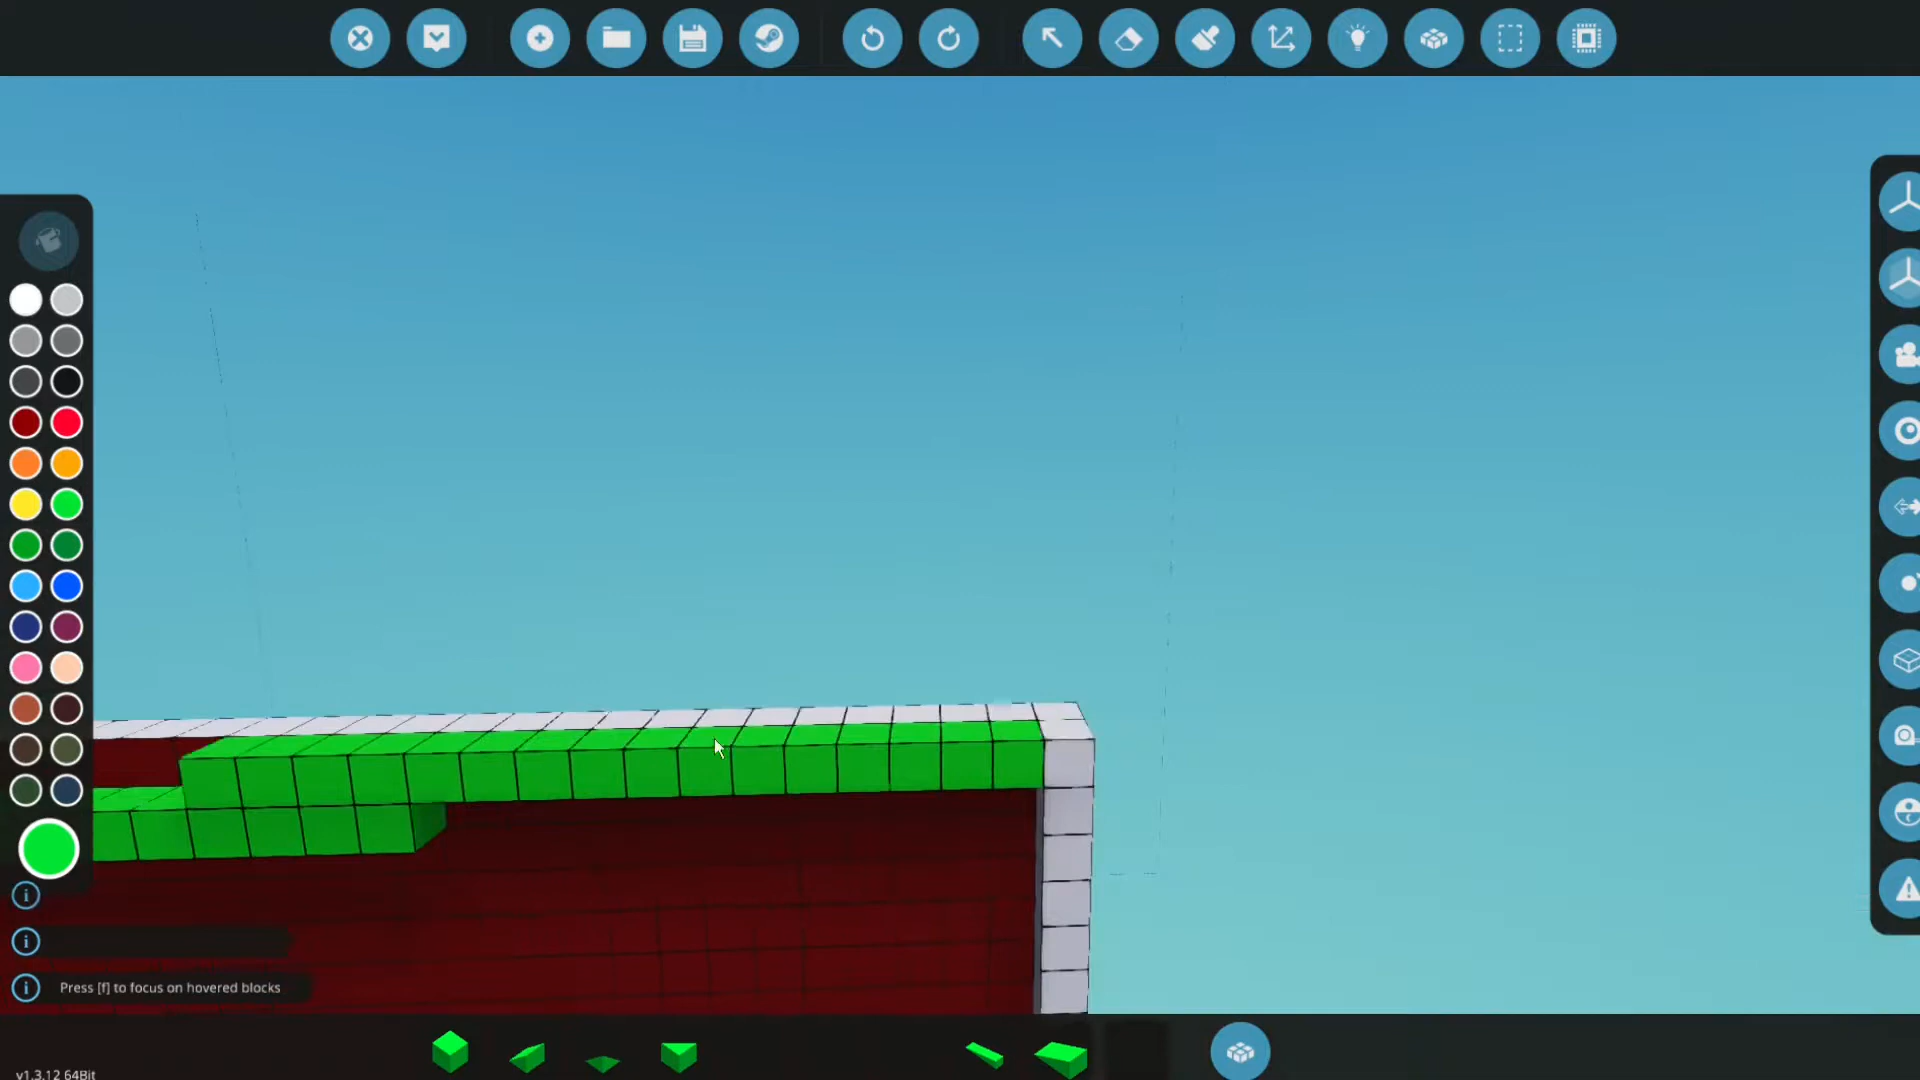 Press [f] to focus on hovered blocks
v1.3.12 64Bit